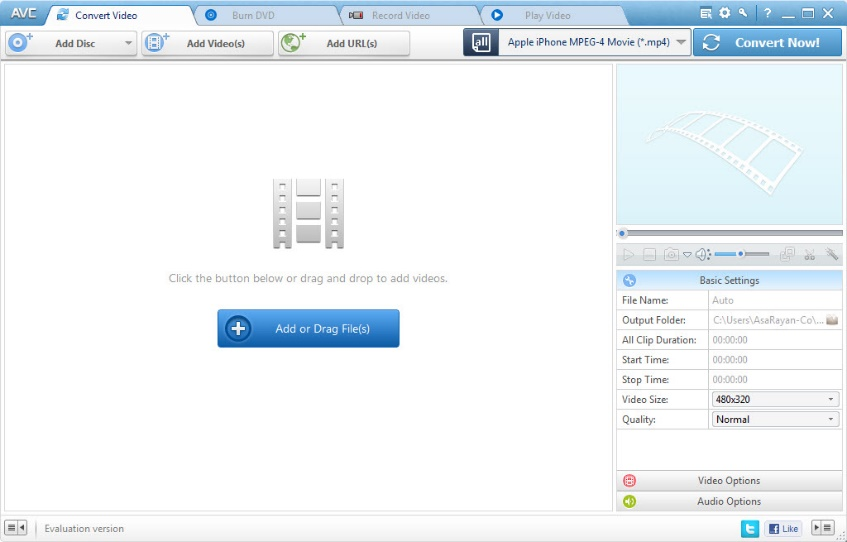 AVC Convert Video Burn DVD Record Video Play Video ?
Add Disc Add Video(s) Add URL(s) all Apple iPhone MPEG-4 Movie (*.mp4) Convert Now!
Click the button below or drag and drop to add videos.
Add or Drag File(s)
Basic Settings
File Name: Auto
Output Folder: C:\Users\AsaRayan-Co\...
All Clip Duration: 00:00:00
Start Time: 00:00:00
Stop Time: 00:00:00
Video Size: 480x320
Quality: Normal
Video Options
Audio Options
Evaluation version Like